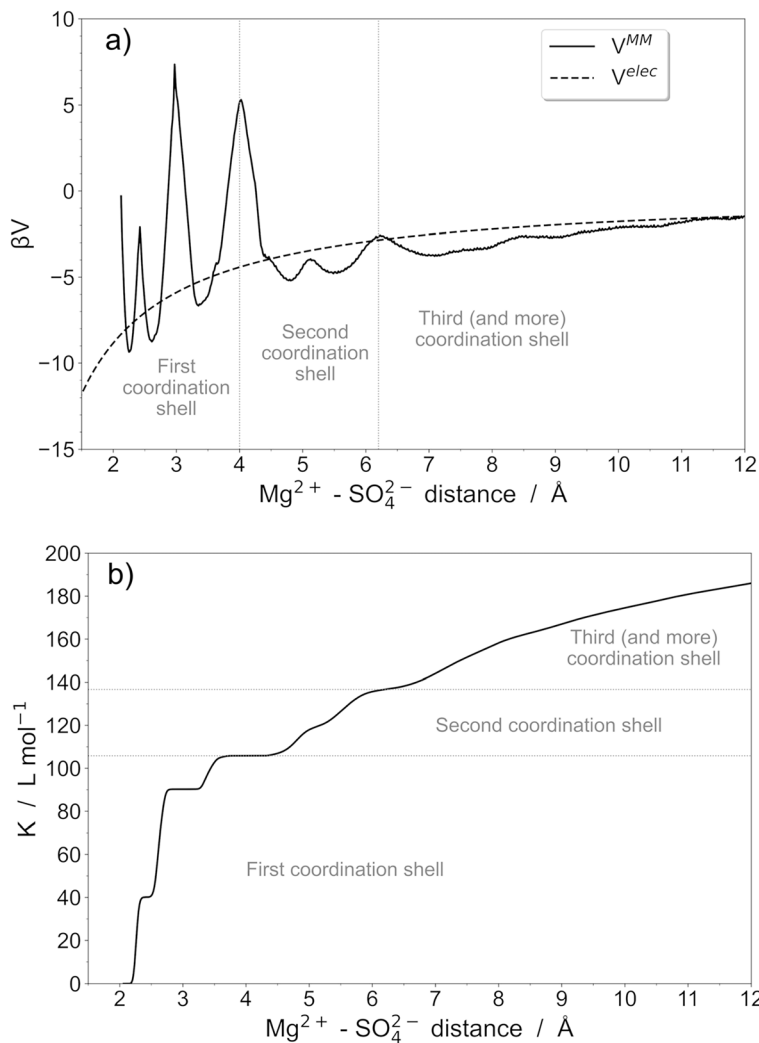 a)
V^MM
V^elec
10
5
0
−5
−10
−15
βV
First
coordination
shell
Second
coordination
shell
Third (and more)
coordination shell
2 3 4 5 6 7 8 9 10 11 12
Mg²⁺ - SO₄²⁻ distance / Å
b)
200
180
160
140
120
100
80
60
40
20
0
K / L mol⁻¹
Third (and more)
coordination shell
Second coordination shell
First coordination shell
2 3 4 5 6 7 8 9 10 11 12
Mg²⁺ - SO₄²⁻ distance / Å